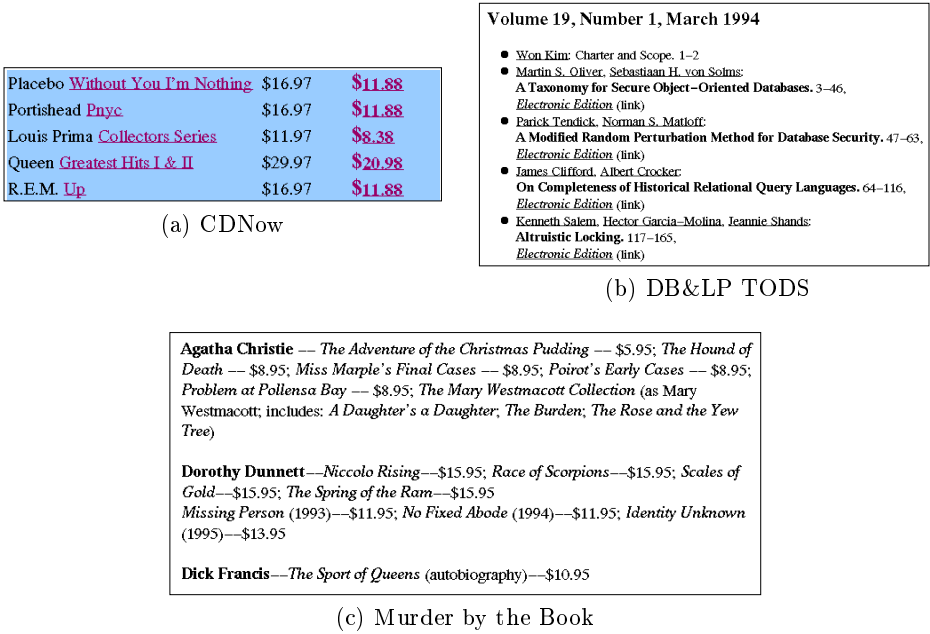 Placebo Without You I'm Nothing $16.97 $11.88
Portishead Pnyc $16.97 $11.88
Louis Prima Collectors Series $11.97 $8.38
Queen Greatest Hits I & II $29.97 $20.98
R.E.M. Up $16.97 $11.88
(a) CDNow
Volume 19, Number 1, March 1994
● Won Kim: Charter and Scope. 1–2
● Martin S. Oliver, Sebastiaan H. von Solms:
A Taxonomy for Secure Object–Oriented Databases. 3–46,
Electronic Edition (link)
● Parick Tendick, Norman S. Matloff:
A Modified Random Perturbation Method for Database Security. 47–63,
Electronic Edition (link)
● James Clifford, Albert Crocker:
On Completeness of Historical Relational Query Languages. 64–116,
Electronic Edition (link)
● Kenneth Salem, Hector Garcia–Molina, Jeannie Shands:
Altruistic Locking. 117–165,
Electronic Edition (link)
(b) DB&LP TODS
Agatha Christie –– The Adventure of the Christmas Pudding –– $5.95; The Hound of
Death –– $8.95; Miss Marple's Final Cases –– $8.95; Poirot's Early Cases –– $8.95;
Problem at Pollensa Bay –– $8.95; The Mary Westmacott Collection (as Mary
Westmacott; includes: A Daughter's a Daughter; The Burden; The Rose and the Yew
Tree)
Dorothy Dunnett––Niccolo Rising––$15.95; Race of Scorpions––$15.95; Scales of
Gold––$15.95; The Spring of the Ram––$15.95
Missing Person (1993)––$11.95; No Fixed Abode (1994)––$11.95; Identity Unknown
(1995)––$13.95
Dick Francis––The Sport of Queens (autobiography)––$10.95
(c) Murder by the Book